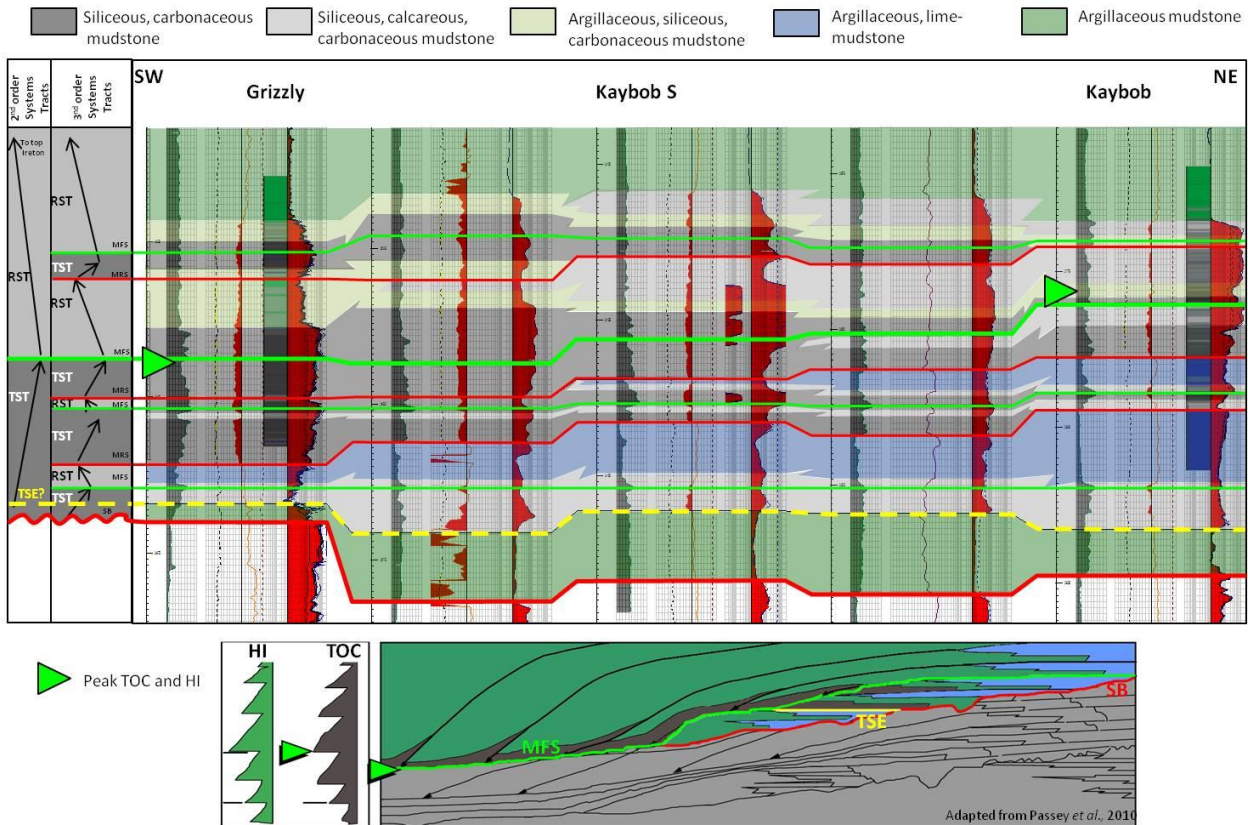 Siliceous, carbonaceous
mudstone
Siliceous, calcareous,
carbonaceous mudstone
Argillaceous, siliceous,
carbonaceous mudstone
Argillaceous, lime-
mudstone
Argillaceous mudstone
2nd order
Systems
Tracts
3rd order
Systems
Tracts
SW
Grizzly
Kaybob S
Kaybob
NE
To top
Ireton
RST
MFS
TST
MRS
RST
RST
MFS
TST
TST
MRS
RST
MFS
TST
MRS
RST
MFS
TSE?
TST
SB
Peak TOC and HI
HI
TOC
MFS
TSE
SB
Adapted from Passey et al., 2010